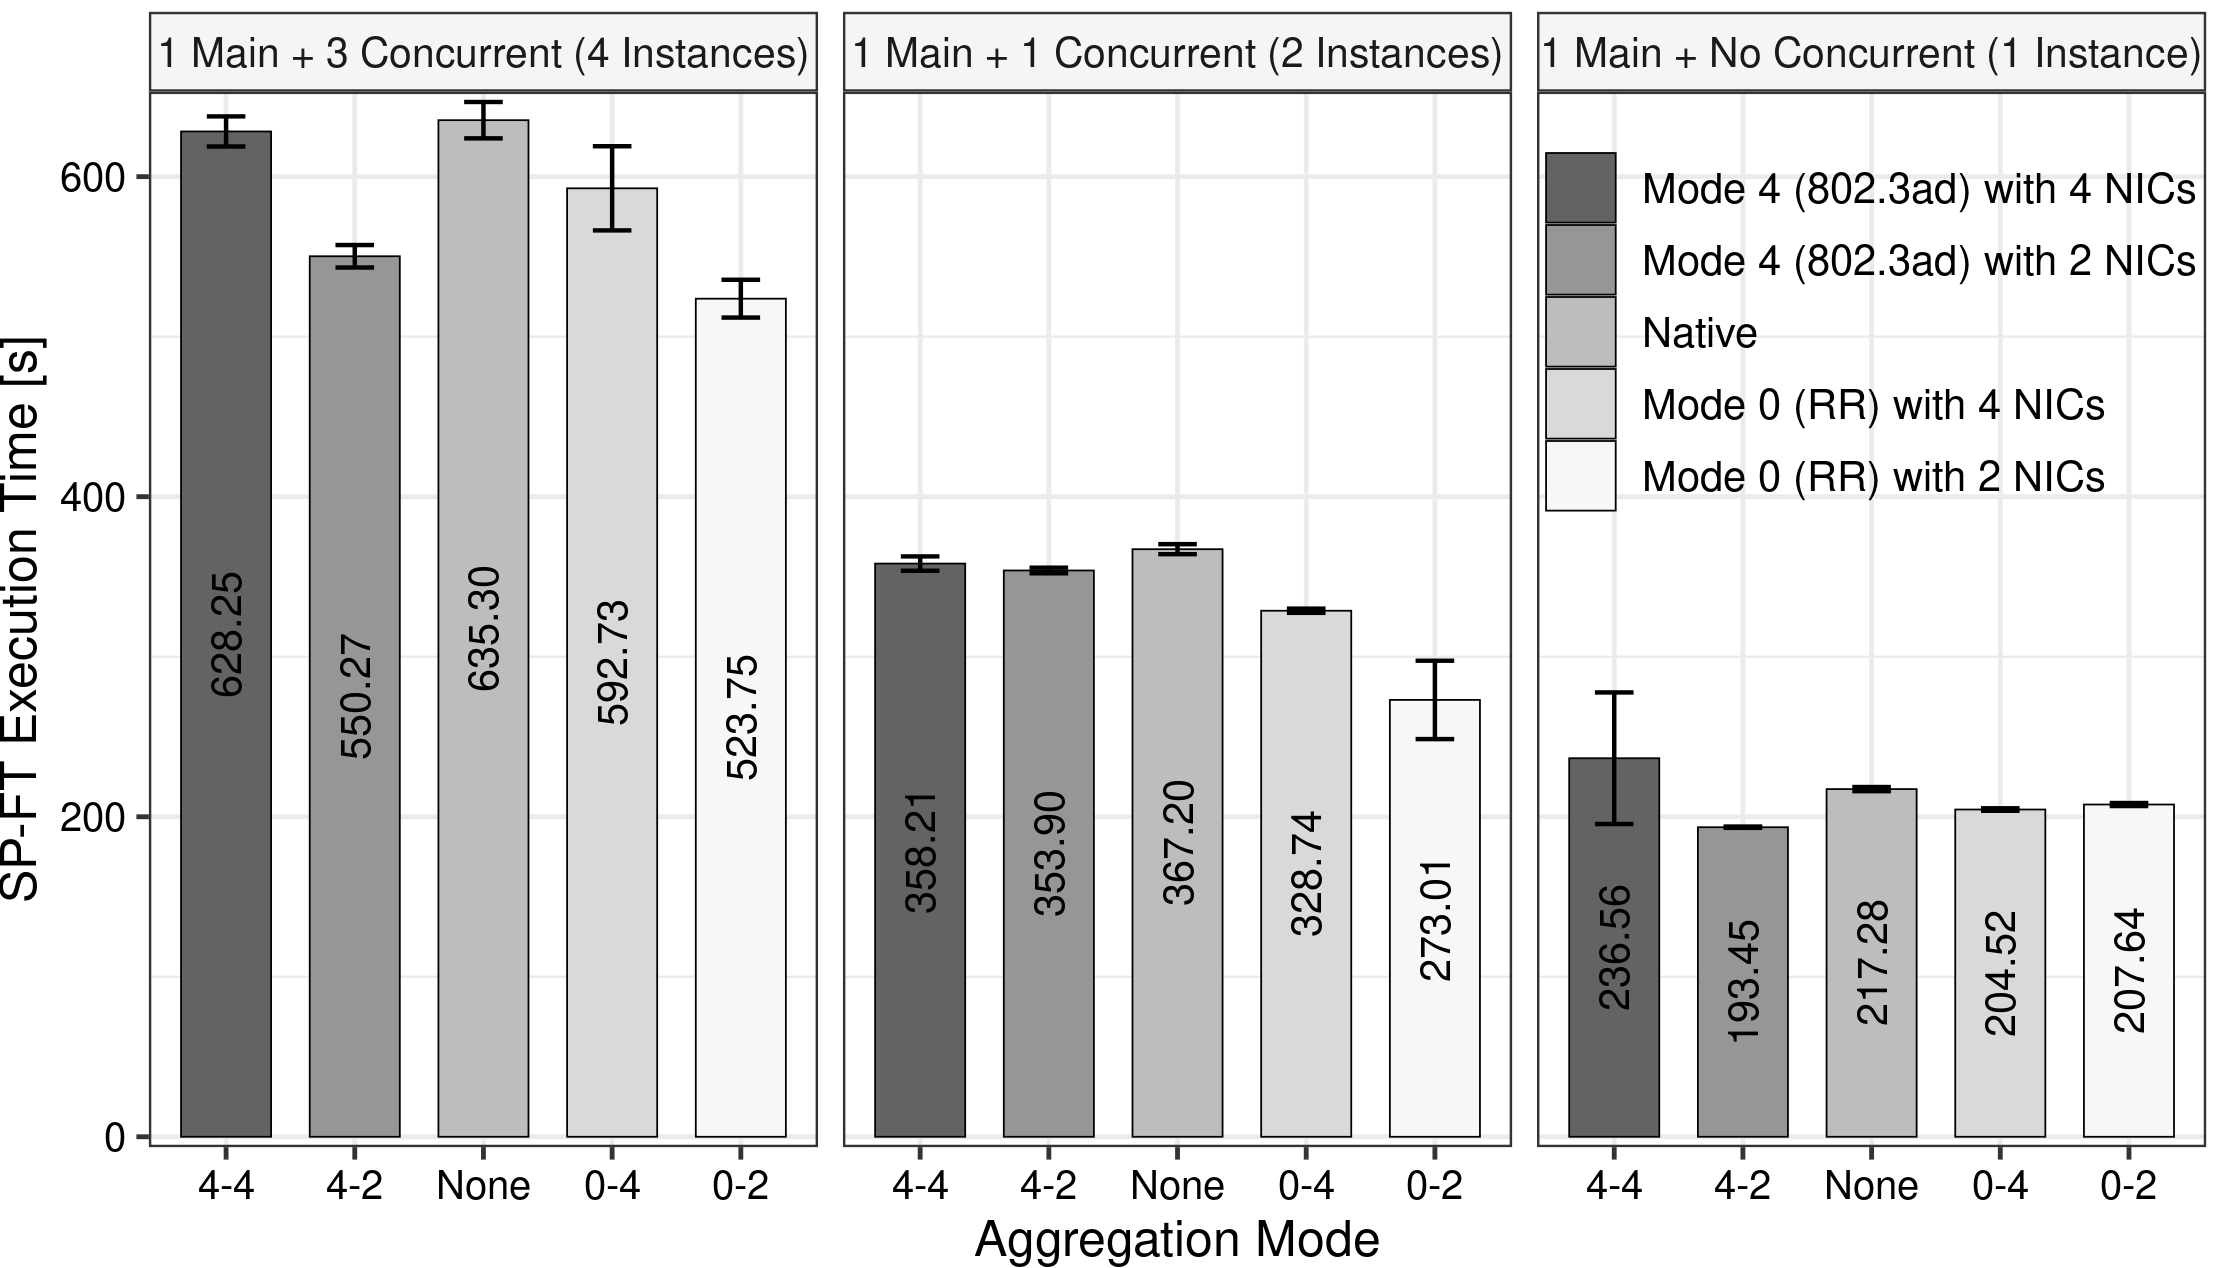 1 Main + 3 Concurrent (4 Instances)
1 Main + 1 Concurrent (2 Instances)
1 Main + No Concurrent (1 Instance)
SP-FT Execution Time [s]
600
400
200
0
628.25
550.27
635.30
592.73
523.75
358.21
353.90
367.20
328.74
273.01
236.56
193.45
217.28
204.52
207.64
Mode 4 (802.3ad) with 4 NICs
Mode 4 (802.3ad) with 2 NICs
Native
Mode 0 (RR) with 4 NICs
Mode 0 (RR) with 2 NICs
4-4 4-2 None 0-4 0-2
4-4 4-2 None 0-4 0-2
4-4 4-2 None 0-4 0-2
Aggregation Mode